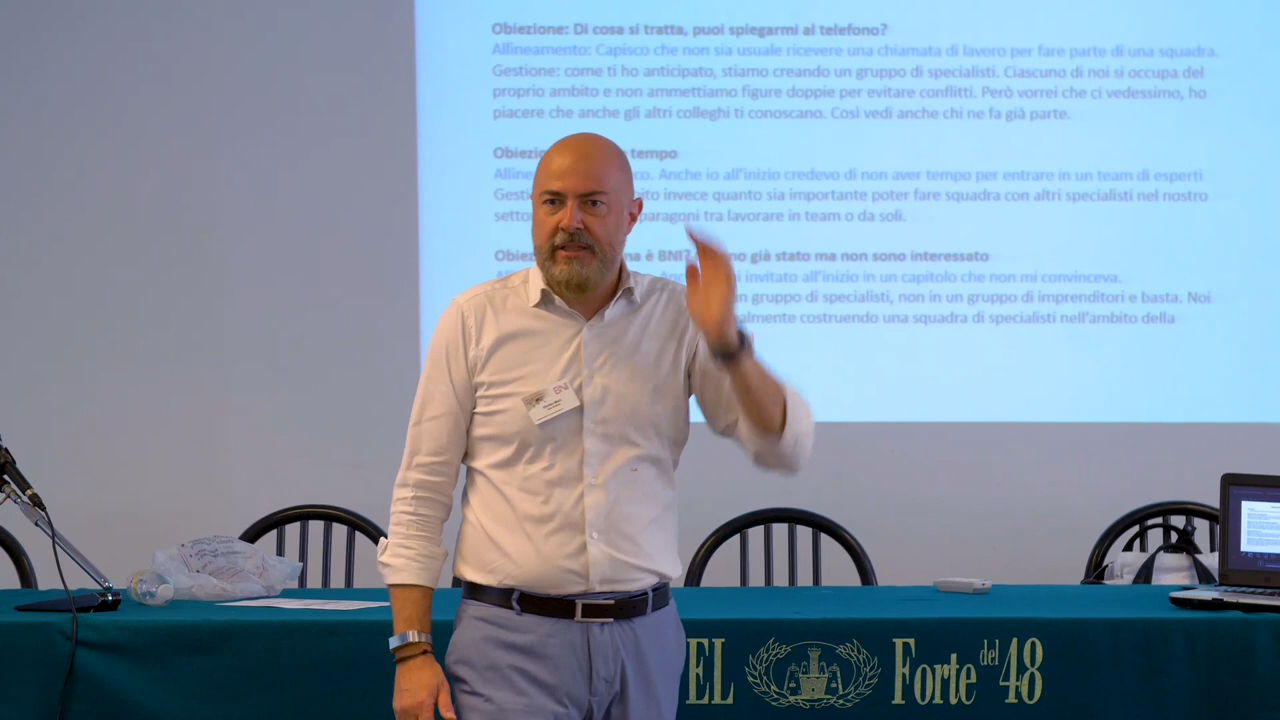 Obiezione: Di cosa si tratta, puoi spiegarmi al telefono?
Allineamento: Capisco che non sia usuale ricevere una chiamata di lavoro per fare parte di una squadra.
Gestione: come ti ho anticipato, stiamo creando un gruppo di specialisti. Ciascuno di noi si occupa del
proprio ambito e non ammettiamo figure doppie per evitare conflitti. Però vorrei che ci vedessimo, ho
piacere che anche gli altri colleghi ti conoscano. Così vedi anche chi ne fa già parte.
tempo
Anche io all'inizio credevo di non aver tempo per entrare in un team di esperti
invece quanto sia importante poter fare squadra con altri specialisti nel nostro
paragoni tra lavorare in team o da soli.
è BNI? già stato ma non sono interessato
invitato all'inizio in un capitolo che non mi convinceva.
in gruppo di specialisti, non in un gruppo di imprenditori e basta. Noi
costruendo una squadra di specialisti nell'ambito della
BNI
EL Forte del 48